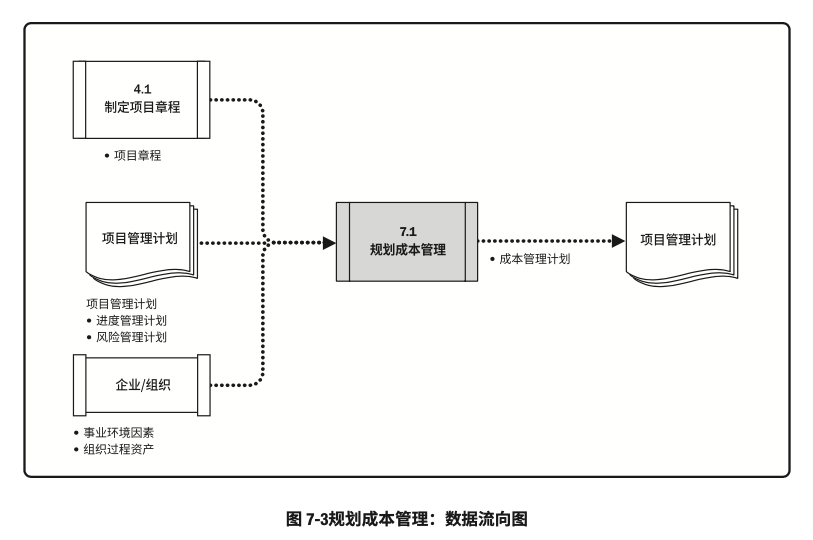 4.1
制定项目章程
• 项目章程
项目管理计划
项目管理计划
• 进度管理计划
• 风险管理计划
企业/组织
• 事业环境因素
• 组织过程资产
7.1
规划成本管理
• 成本管理计划
项目管理计划
图 7-3规划成本管理：数据流向图